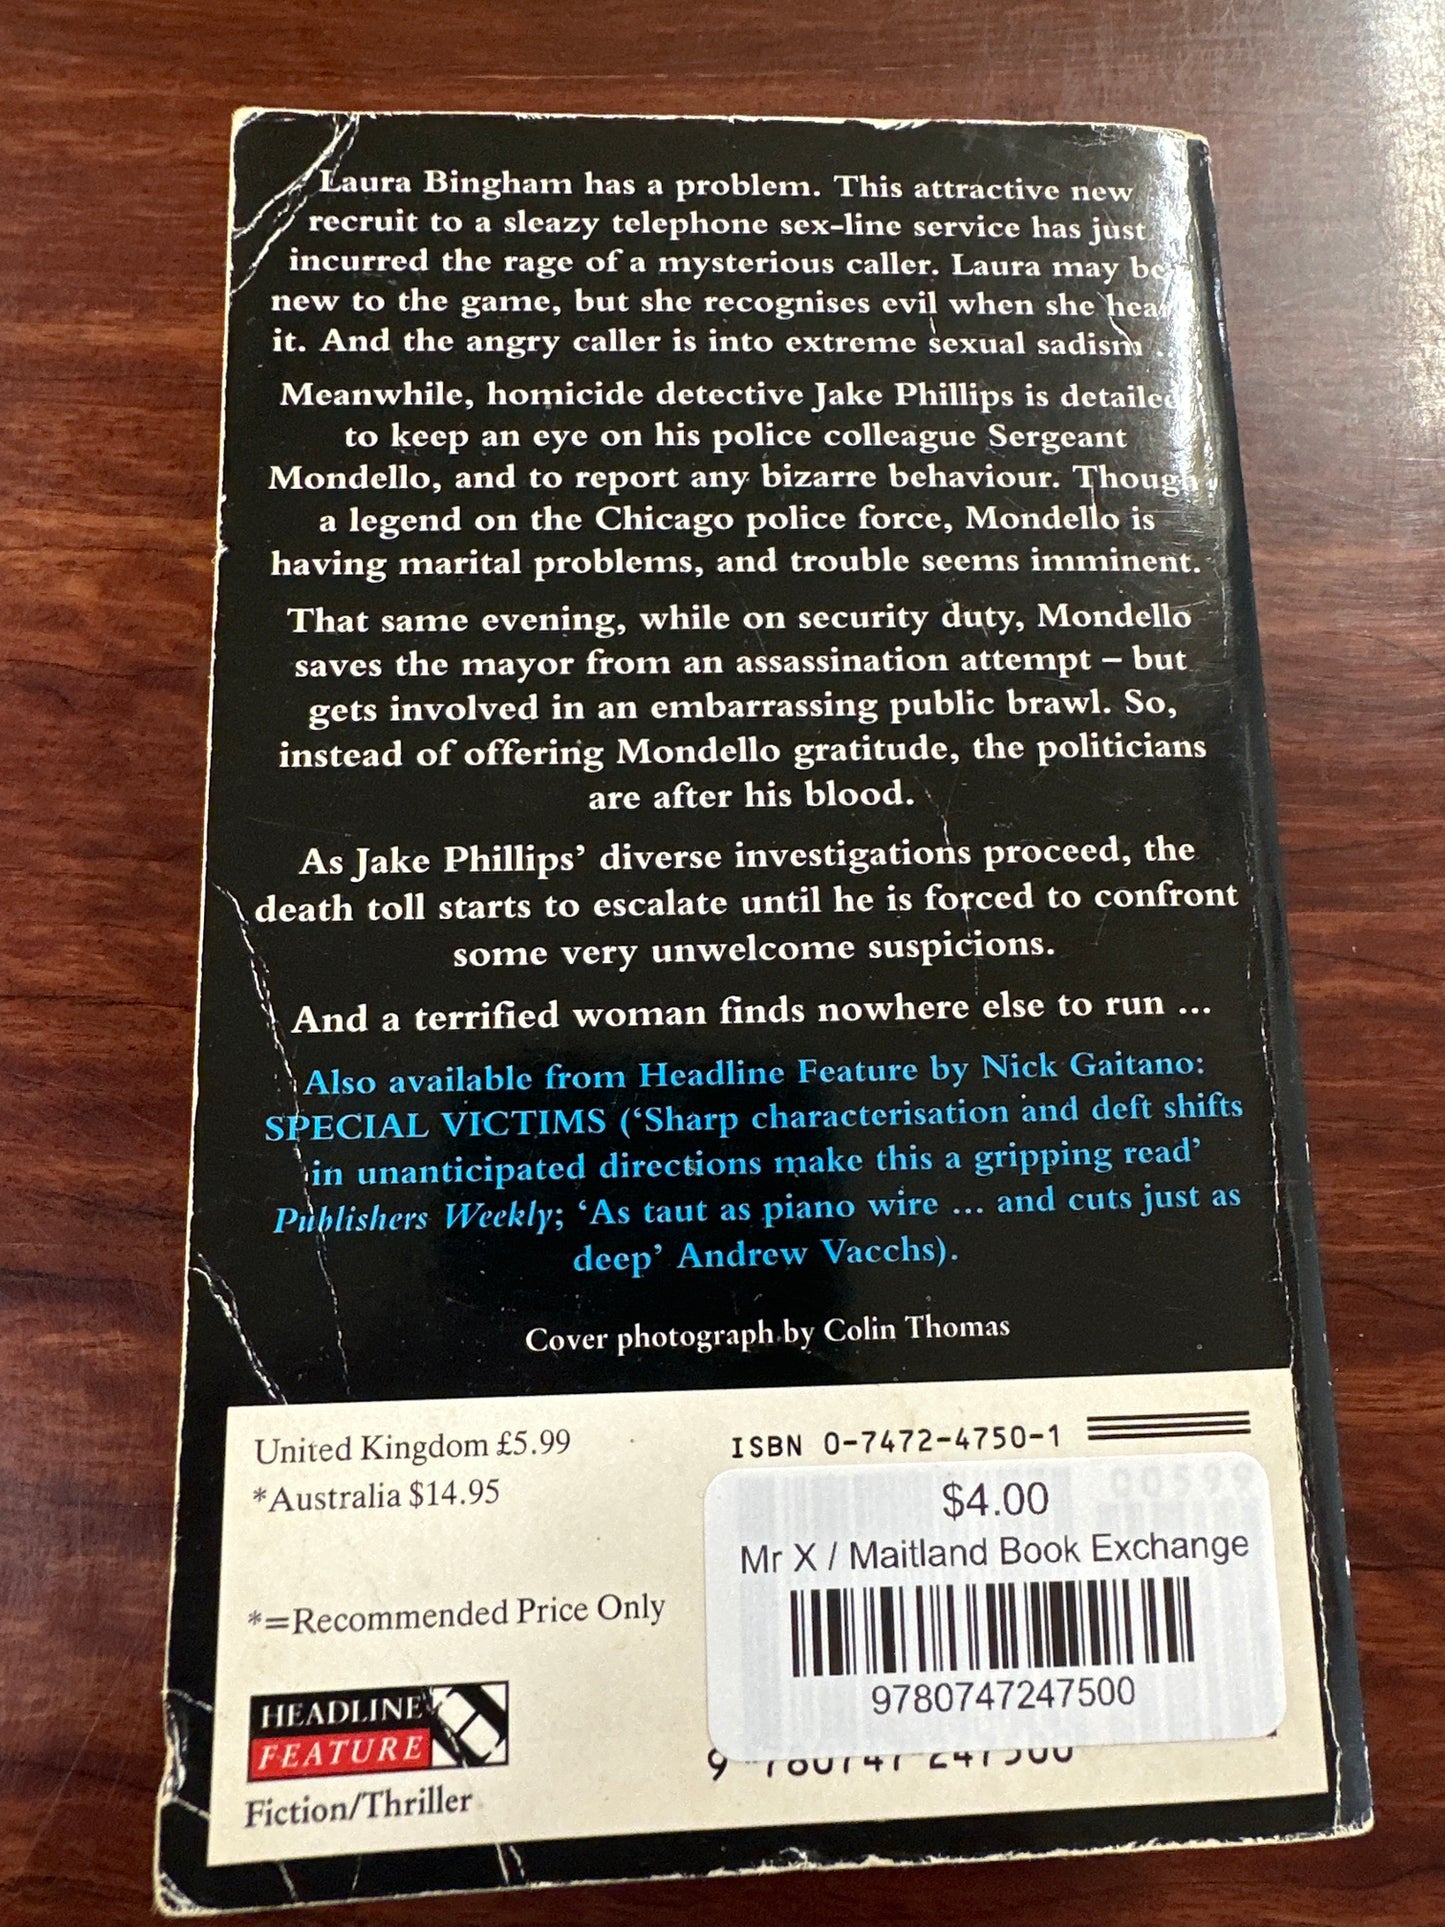 Laura Bingham has a problem. This attractive new
recruit to a sleazy telephone sex-line service has just
incurred the rage of a mysterious caller. Laura may be
new to the game, but she recognises evil when she hears
it. And the angry caller is into extreme sexual sadism .
Meanwhile, homicide detective Jake Phillips is detailed
to keep an eye on his police colleague Sergeant
Mondello, and to report any bizarre behaviour. Though
a legend on the Chicago police force, Mondello is
having marital problems, and trouble seems imminent.
That same evening, while on security duty, Mondello
saves the mayor from an assassination attempt – but
gets involved in an embarrassing public brawl. So,
instead of offering Mondello gratitude, the politicians
are after his blood.
As Jake Phillips’ diverse investigations proceed, the
death toll starts to escalate until he is forced to confront
some very unwelcome suspicions.
And a terrified woman finds nowhere else to run ...
Also available from Headline Feature by Nick Gaitano:
SPECIAL VICTIMS (‘Sharp characterisation and deft shifts
in unanticipated directions make this a gripping read’
Publishers Weekly; ‘As taut as piano wire ... and cuts just as
deep’ Andrew Vacchs).
Cover photograph by Colin Thomas
United Kingdom £5.99
*Australia $14.95
*=Recommended Price Only
HEADLINE
FEATURE
Fiction/Thriller
ISBN 0-7472-4750-1
00599
$4.00
Mr X / Maitland Book Exchange
9780747247500
9 780747 247500